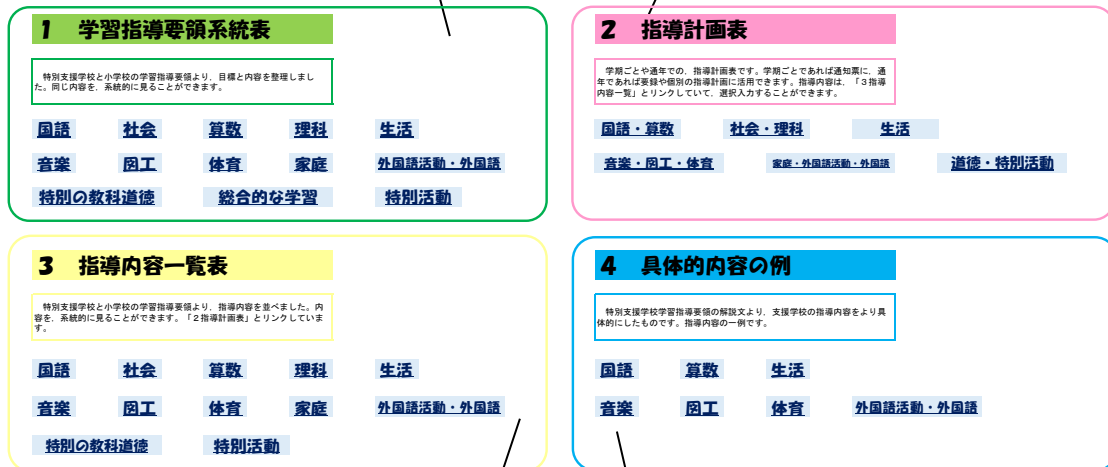 1 学習指導要領系統表
特別支援学校と小学校の学習指導要領より、目標と内容を整理しまし
た。同じ内容を、系統的に見ることができます。
国語 社会 算数 理科 生活
音楽 図工 体育 家庭 外国語活動・外国語
特別の教科道徳 総合的な学習 特別活動
2 指導計画表
学期ごとや通年での、指導計画表です。学期ごとであれば通知票に、通
年であれば要録や個別の指導計画に活用できます。指導内容は、「3指導
内容一覧」とリンクしていて、選択入力することができます。
国語・算数 社会・理科 生活
音楽・図工・体育 家庭・外国語活動・外国語 道徳・特別活動
3 指導内容一覧表
特別支援学校と小学校の学習指導要領より、指導内容を並べました。内
容を、系統的に見ることができます。「2指導計画表」とリンクしていま
す。
国語 社会 算数 理科 生活
音楽 図工 体育 家庭 外国語活動・外国語
特別の教科道徳 特別活動
4 具体的内容の例
特別支援学校学習指導要領の解説文より、支援学校の指導内容をより具
体的にしたものです。指導内容の一例です。
国語 算数 生活
音楽 図工 体育 外国語活動・外国語